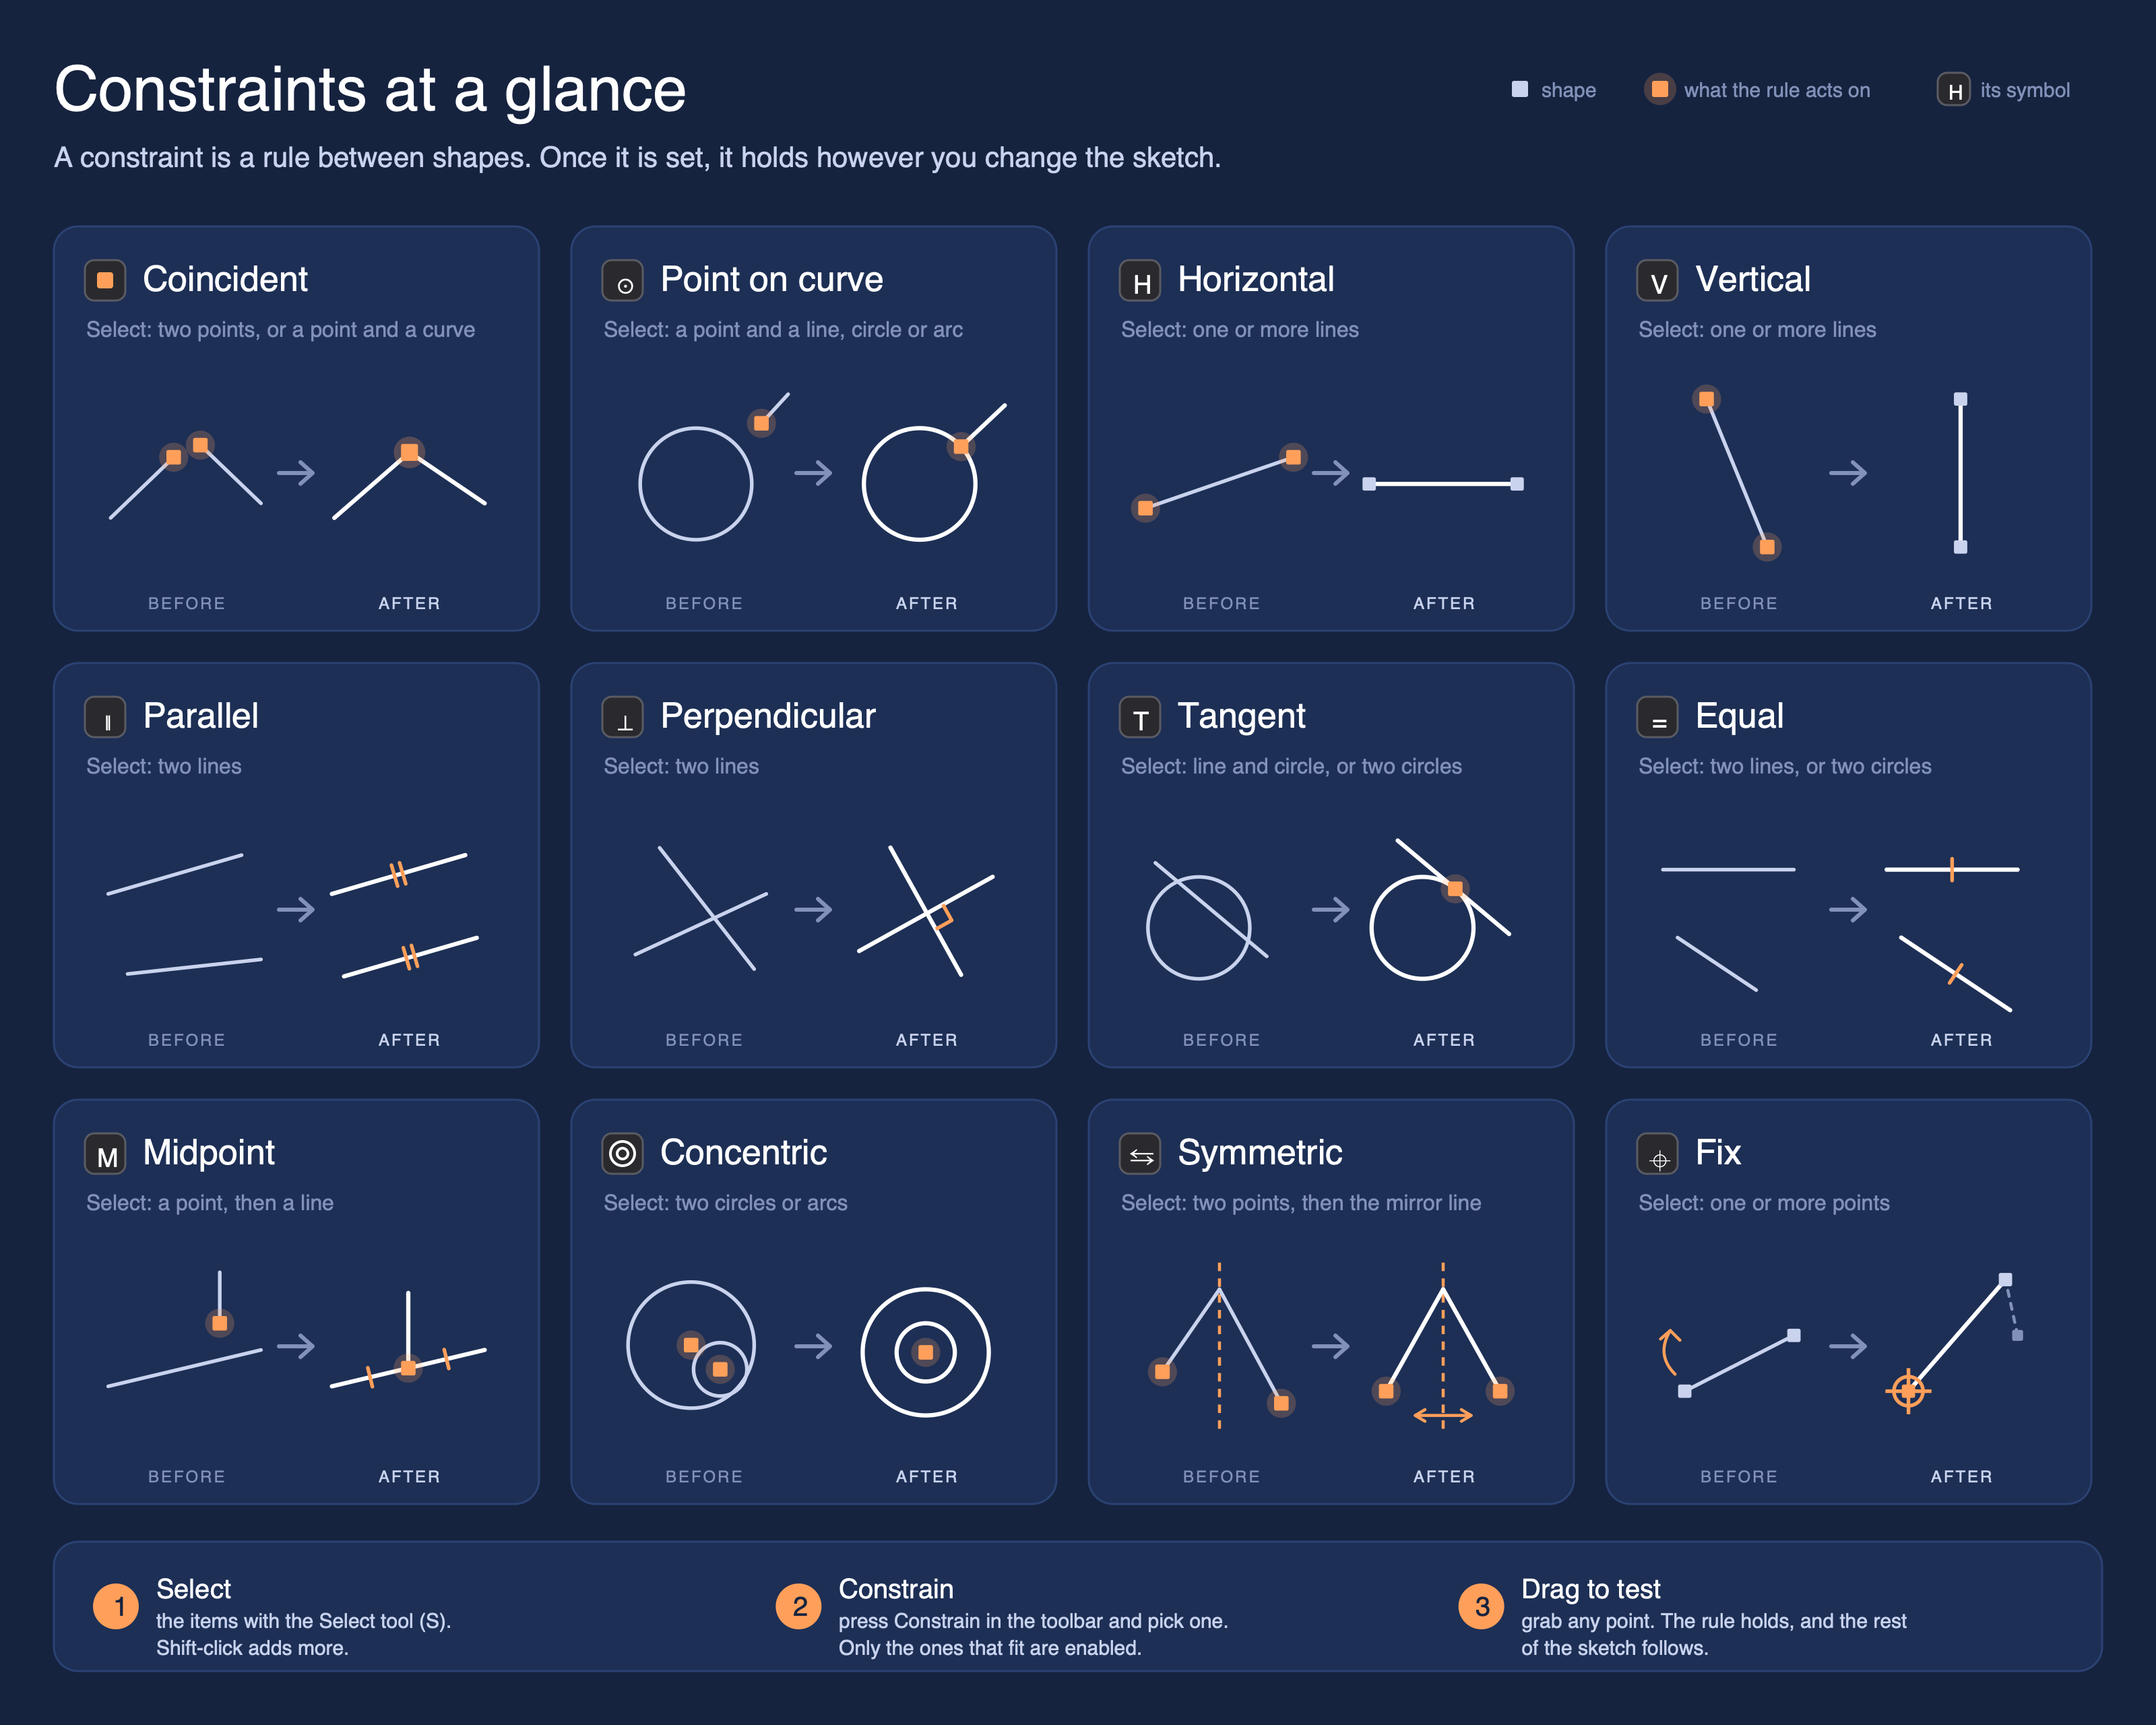 Constraints at a glance
shape
what the rule acts on
H its symbol
A constraint is a rule between shapes. Once it is set, it holds however you change the sketch.
Coincident
Select: two points, or a point and a curve
BEFORE AFTER
Point on curve
Select: a point and a line, circle or arc
BEFORE AFTER
H Horizontal
Select: one or more lines
BEFORE AFTER
V Vertical
Select: one or more lines
BEFORE AFTER
∥ Parallel
Select: two lines
BEFORE AFTER
⊥ Perpendicular
Select: two lines
BEFORE AFTER
T Tangent
Select: line and circle, or two circles
BEFORE AFTER
= Equal
Select: two lines, or two circles
BEFORE AFTER
M Midpoint
Select: a point, then a line
BEFORE AFTER
Concentric
Select: two circles or arcs
BEFORE AFTER
Symmetric
Select: two points, then the mirror line
BEFORE AFTER
Fix
Select: one or more points
BEFORE AFTER
1 Select
the items with the Select tool (S).
Shift-click adds more.
2 Constrain
press Constrain in the toolbar and pick one.
Only the ones that fit are enabled.
3 Drag to test
grab any point. The rule holds, and the rest
of the sketch follows.